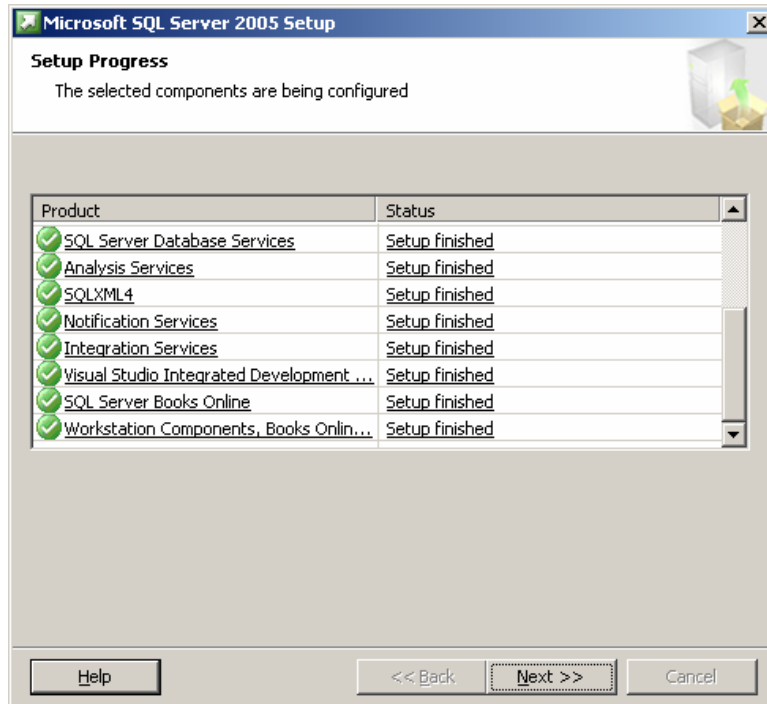 Microsoft SQL Server 2005 Setup
Setup Progress
The selected components are being configured
Product Status
SQL Server Database Services Setup finished
Analysis Services Setup finished
SQLXML4 Setup finished
Notification Services Setup finished
Integration Services Setup finished
Visual Studio Integrated Development ... Setup finished
SQL Server Books Online Setup finished
Workstation Components, Books Onlin... Setup finished
Help << Back Next >> Cancel